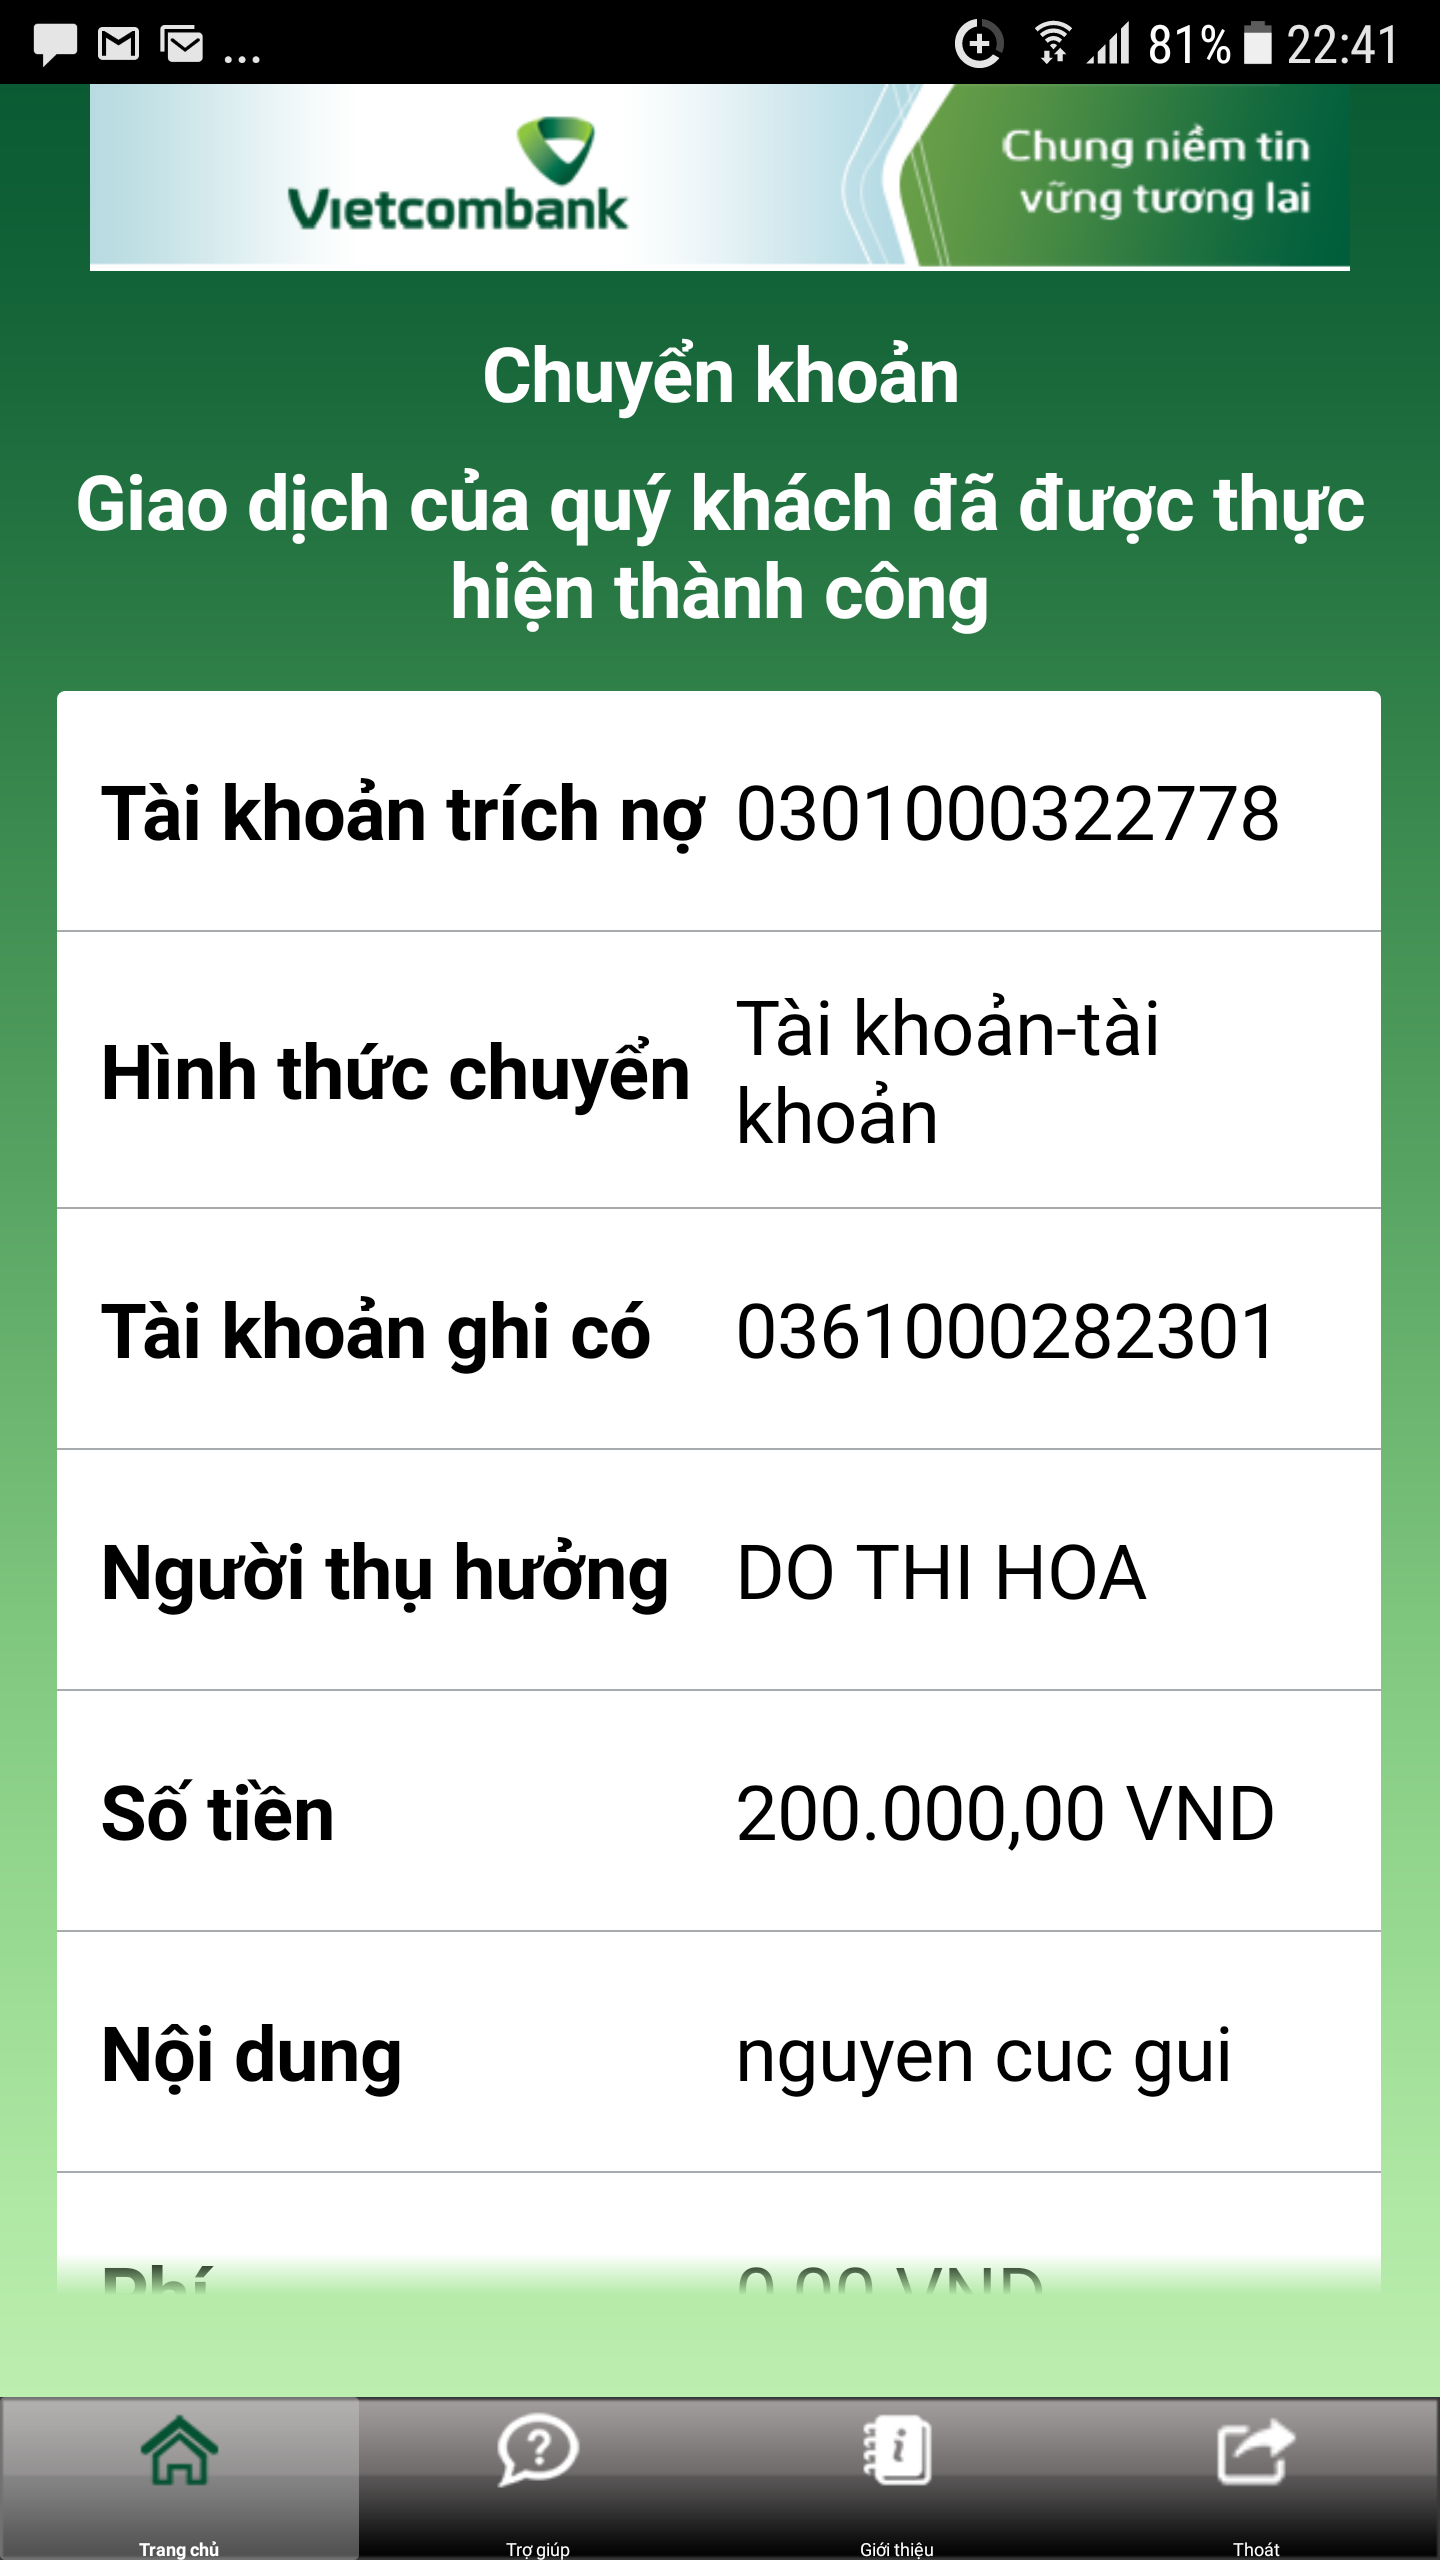 ... 81% 22:41
Vietcombank
Chung niềm tin
vững tương lai
Chuyển khoản
Giao dịch của quý khách đã được thực
hiện thành công
Tài khoản trích nợ 0301000322778
Hình thức chuyển Tài khoản-tài
khoản
Tài khoản ghi có 0361000282301
Người thụ hưởng DO THI HOA
Số tiền 200.000,00 VND
Nội dung nguyen cuc gui
Phí 0,00 VND
Trang chủ Trợ giúp Giới thiệu Thoát